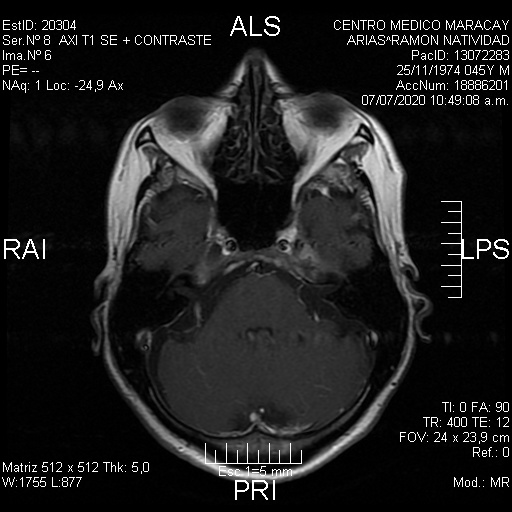 EstID: 20304
Ser.Nº 8 AXI T1 SE + CONTRASTE
Ima.Nº 6
PE= --
NAq: 1 Loc: -24,9 Ax
ALS
CENTRO MEDICO MARACAY
ARIAS^RAMON NATIVIDAD
PacID: 13072283
25/11/1974 045Y M
AccNum: 18886201
07/07/2020 10:49:08 a.m.
RAI
LPS
TI: 0 FA: 90
TR: 400 TE: 12
FOV: 24 x 23,9 cm
Ref.: 0
Matriz 512 x 512 Thk: 5,0
W:1755 L:877
Esc.1=5 mm
PRI
Mod.: MR